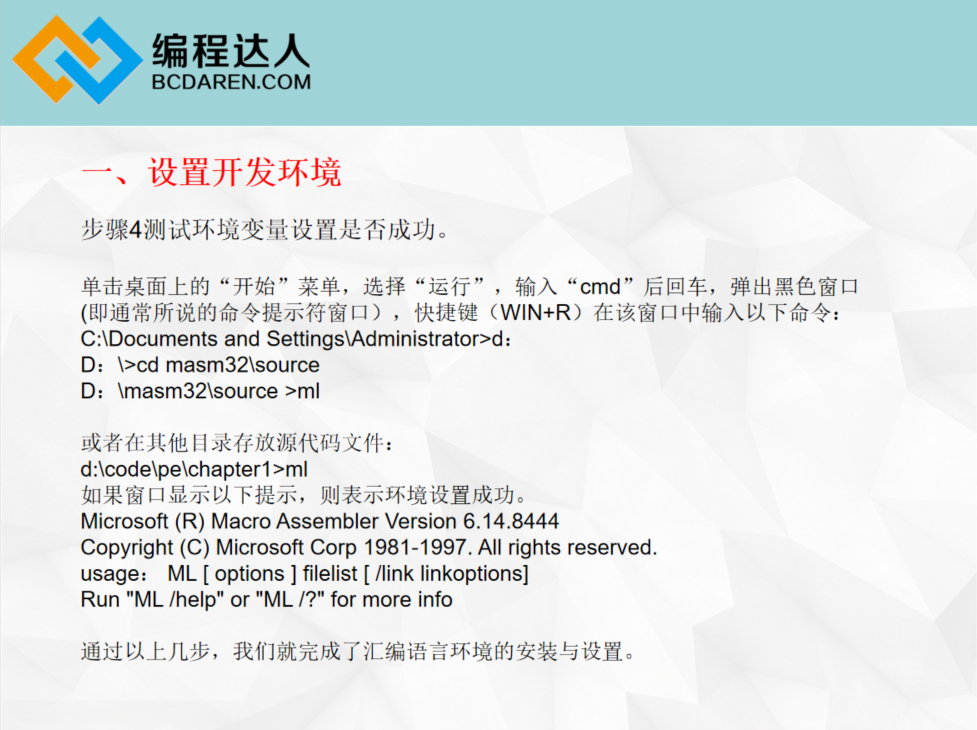 编程达人
BCDAREN.COM
一、设置开发环境
步骤4测试环境变量设置是否成功。
单击桌面上的“开始”菜单，选择“运行”，输入“cmd”后回车，弹出黑色窗口
(即通常所说的命令提示符窗口），快捷键（WIN+R）在该窗口中输入以下命令：
C:\Documents and Settings\Administrator>d：
D：\>cd masm32\source
D：\masm32\source >ml
或者在其他目录存放源代码文件：
d:\code\pe\chapter1>ml
如果窗口显示以下提示，则表示环境设置成功。
Microsoft (R) Macro Assembler Version 6.14.8444
Copyright (C) Microsoft Corp 1981-1997. All rights reserved.
usage： ML [ options ] filelist [ /link linkoptions]
Run "ML /help" or "ML /?" for more info
通过以上几步，我们就完成了汇编语言环境的安装与设置。